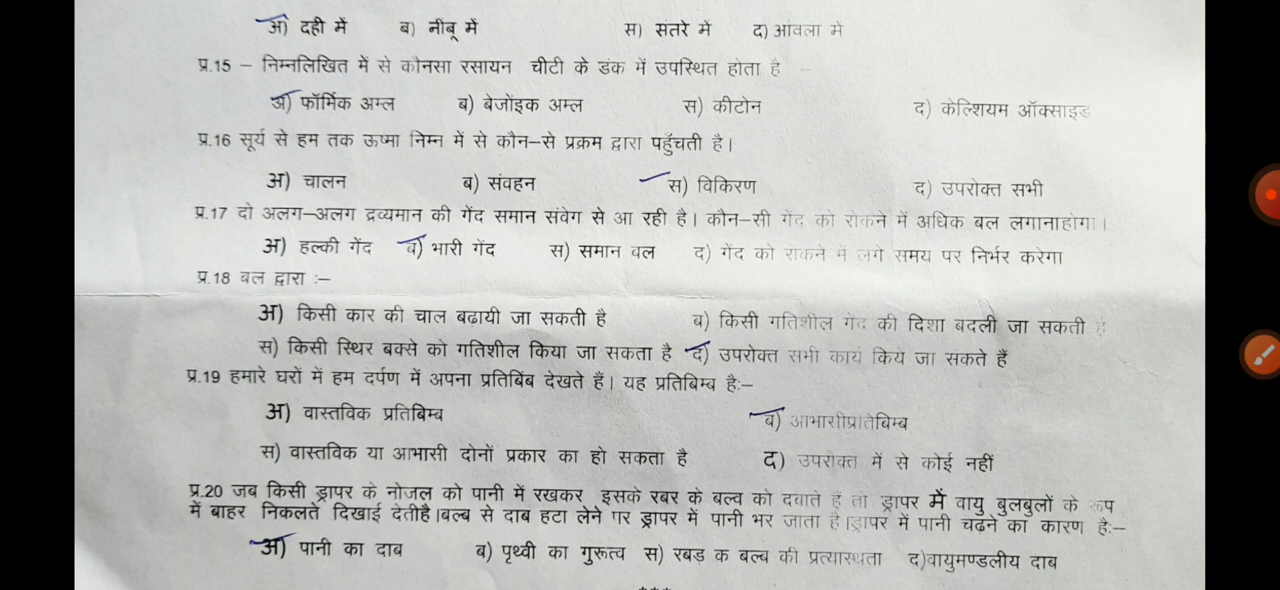 अ) दही में ब) नींबू में स) संतरे में द) आंवला में
प्र.15 – निम्नलिखित में से कौनसा रसायन चीटी के डंक में उपस्थित होता है –
अ) फॉर्मिक अम्ल ब) बेजोंइक अम्ल स) कीटोन द) केल्शियम ऑक्साइड
प्र.16 सूर्य से हम तक ऊष्मा निम्न में से कौन–से प्रक्रम द्वारा पहुँचती है।
अ) चालन ब) संवहन स) विकिरण द) उपरोक्त सभी
प्र.17 दो अलग–अलग द्रव्यमान की गेंद समान संवेग से आ रही है। कौन–सी गेंद को रोकने में अधिक बल लगानाहोगा।
अ) हल्की गेंद ब) भारी गेंद स) समान बल द) गेंद को रोकने में लगे समय पर निर्भर करेगा
प्र.18 बल द्वारा :–
अ) किसी कार की चाल बढायी जा सकती है ब) किसी गतिशील गेंद की दिशा बदली जा सकती है
स) किसी स्थिर बक्से को गतिशील किया जा सकता है द) उपरोक्त सभी कार्य किये जा सकते हैं
प्र.19 हमारे घरों में हम दर्पण में अपना प्रतिबिंब देखते हैं। यह प्रतिबिम्ब है:–
अ) वास्तविक प्रतिबिम्ब ब) आभासीप्रतिबिम्ब
स) वास्तविक या आभासी दोनों प्रकार का हो सकता है द) उपरोक्त में से कोई नहीं
प्र.20 जब किसी ड्रापर के नोजल को पानी में रखकर इसके रबर के बल्व को दवाते हैं तो ड्रापर में वायु बुलबुलों के रूप
में बाहर निकलते दिखाई देतीहै।बल्ब से दाब हटा लेने पर ड्रापर में पानी भर जाता है।ड्रापर में पानी चढ़ने का कारण है:–
अ) पानी का दाब ब) पृथ्वी का गुरूत्व स) रबड़ क बल्ब की प्रत्यास्थता द)वायुमण्डलीय दाब
***